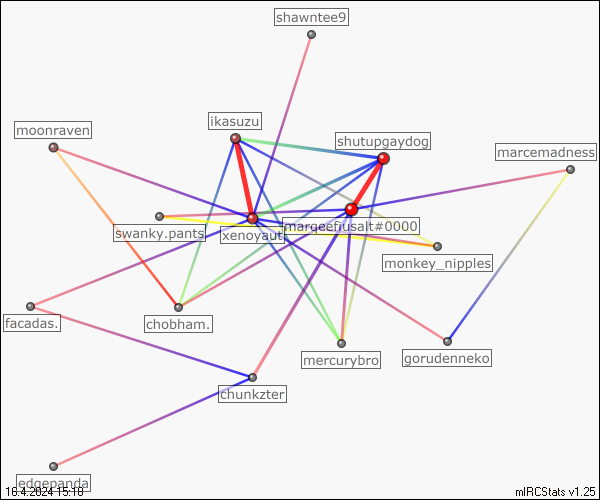 shawntee9
ikasuzu
moonraven
shutupgaydog
marcemadness
swanky.pants
xenoyaut
margeefiusalt#0000
monkey_nipples
facadas.
chobham.
mercurybro
gorudenneko
chunkzter
edgepanda
16.4.2024 15:18
mIRCStats v1.25